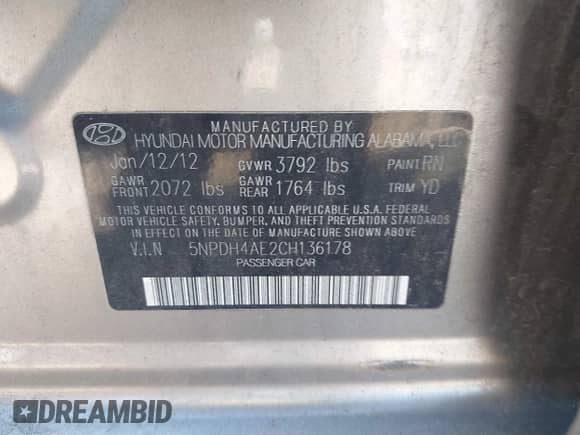 MANUFACTURED BY
HYUNDAI MOTOR MANUFACTURING ALABAMA, LLC
Jan/12/12 GVWR 3792 lbs PAINT RN
GAWR FRONT 2072 lbs GAWR REAR 1764 lbs TRIM YD
THIS VEHICLE CONFORMS TO ALL APPLICABLE U.S.A. FEDERAL
MOTOR VEHICLE SAFETY, BUMPER, AND THEFT PREVENTION STANDARDS
IN EFFECT ON THE DATE OF MANUFACTURE SHOWN ABOVE
V.I.N 5NPDH4AE2CH136178
PASSENGER CAR
DREAMBID